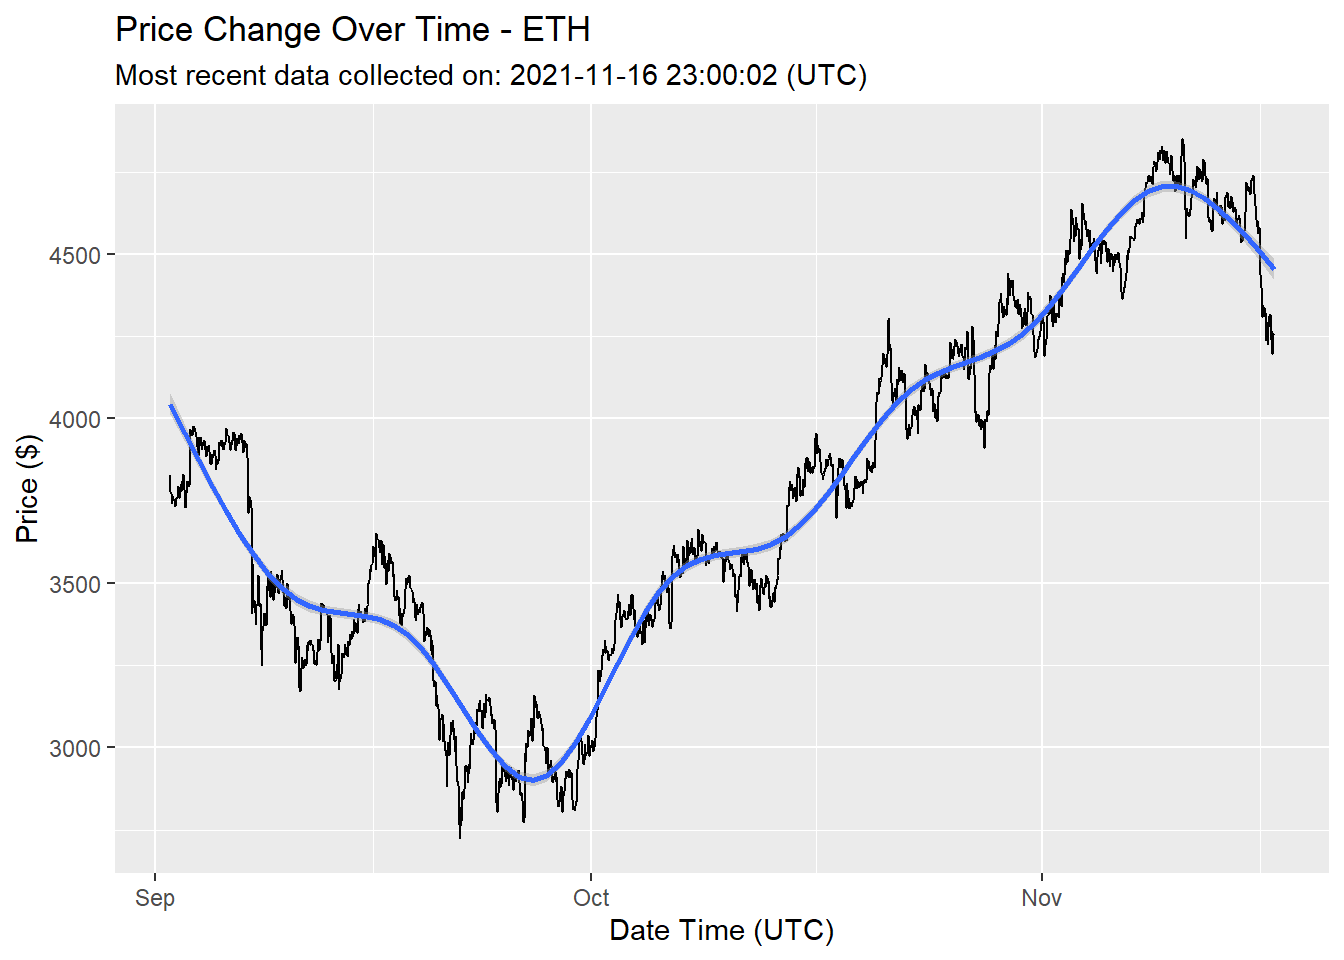 Price Change Over Time - ETH
Most recent data collected on: 2021-11-16 23:00:02 (UTC)
Price ($)
4500
4000
3500
3000
Sep Oct Nov
Date Time (UTC)